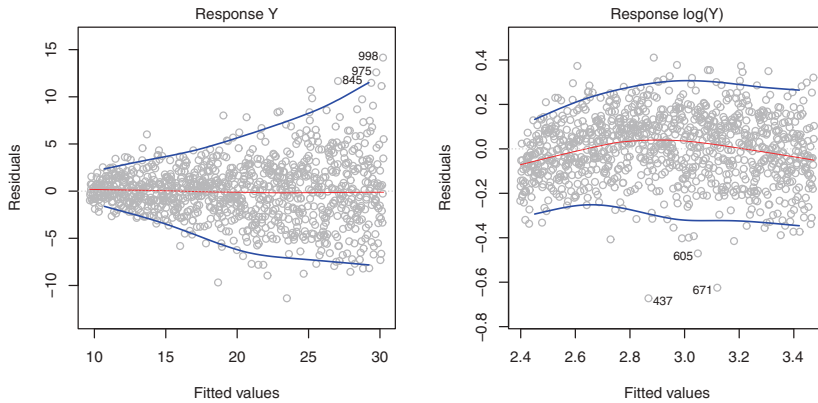 Response Y
Residuals
15
10
5
0
−5
−10
998
975
845
10 15 20 25 30
Fitted values
Response log(Y)
Residuals
0.4
0.2
0.0
−0.2
−0.4
−0.6
−0.8
605
671
437
2.4 2.6 2.8 3.0 3.2 3.4
Fitted values